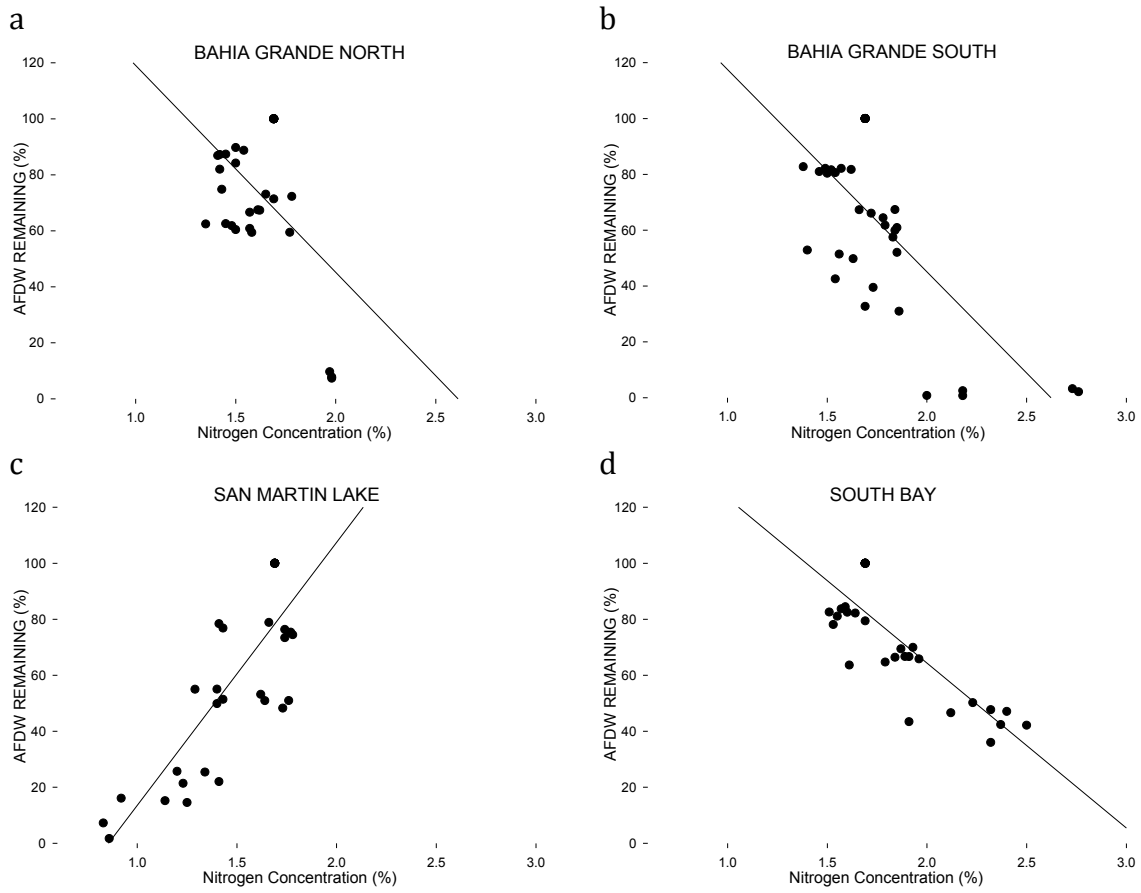 a
BAHIA GRANDE NORTH
120
100
80
60
40
20
0
AFDW REMAINING (%)
1.0 1.5 2.0 2.5 3.0
Nitrogen Concentration (%)
b
BAHIA GRANDE SOUTH
120
100
80
60
40
20
0
AFDW REMAINING (%)
1.0 1.5 2.0 2.5 3.0
Nitrogen Concentration (%)
c
SAN MARTIN LAKE
120
100
80
60
40
20
0
AFDW REMAINING (%)
1.0 1.5 2.0 2.5 3.0
Nitrogen Concentration (%)
d
SOUTH BAY
120
100
80
60
40
20
0
AFDW REMAINING (%)
1.0 1.5 2.0 2.5 3.0
Nitrogen Concentration (%)